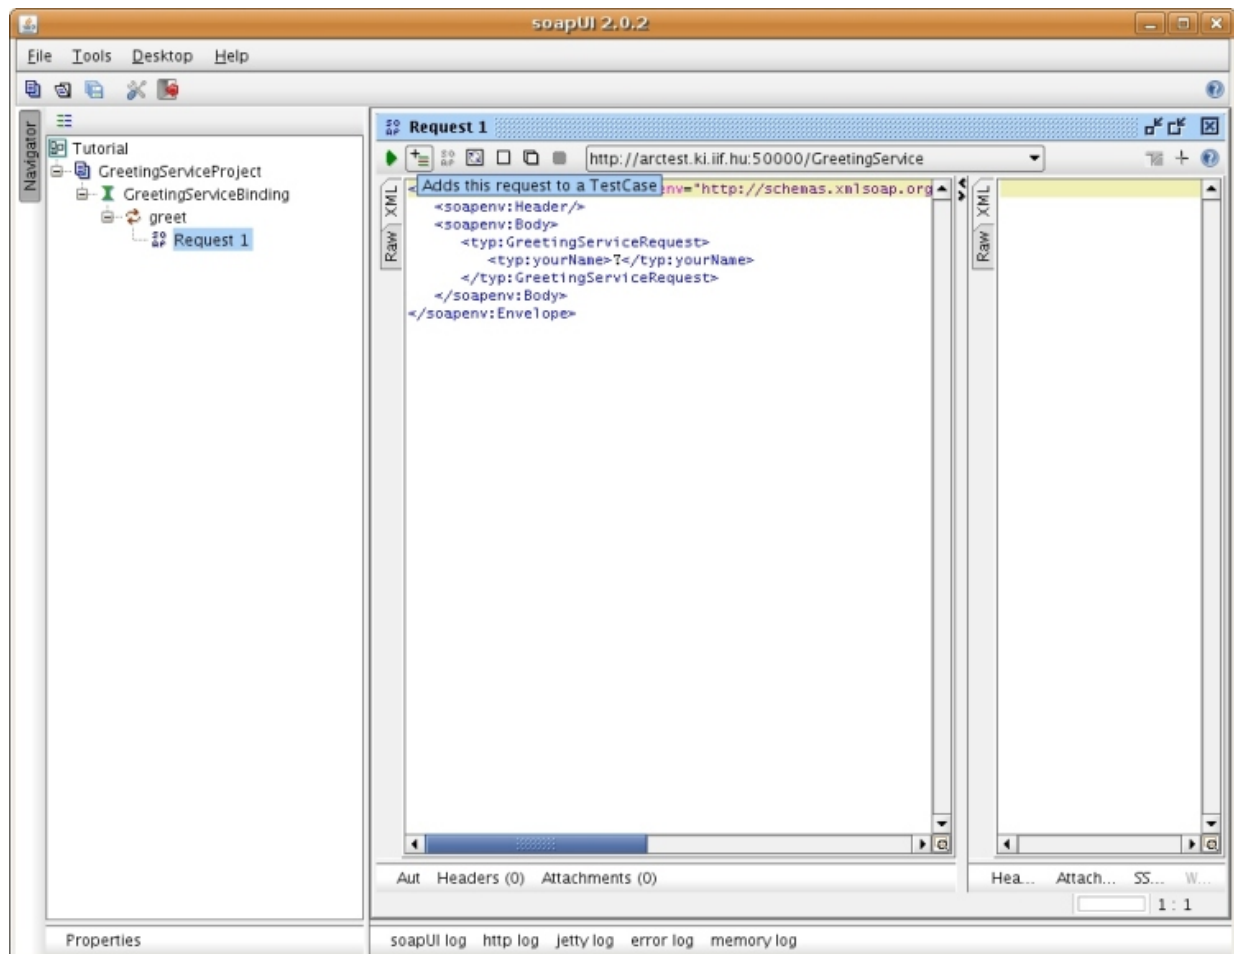 soapUI 2.0.2
File Tools Desktop Help
Navigator
Tutorial
GreetingServiceProject
GreetingServiceBinding
greet
Request 1
Properties
Request 1
http://arctest.ki.iif.hu:50000/GreetingService
Adds this request to a TestCase
XML
Raw
< env="http://schemas.xmlsoap.org
<soapenv:Header/>
<soapenv:Body>
<typ:GreetingServiceRequest>
<typ:yourName>?</typ:yourName>
</typ:GreetingServiceRequest>
</soapenv:Body>
</soapenv:Envelope>
XML
Raw
Aut Headers (0) Attachments (0)
Hea... Attach... SS... W...
1 : 1
soapUI log http log jetty log error log memory log